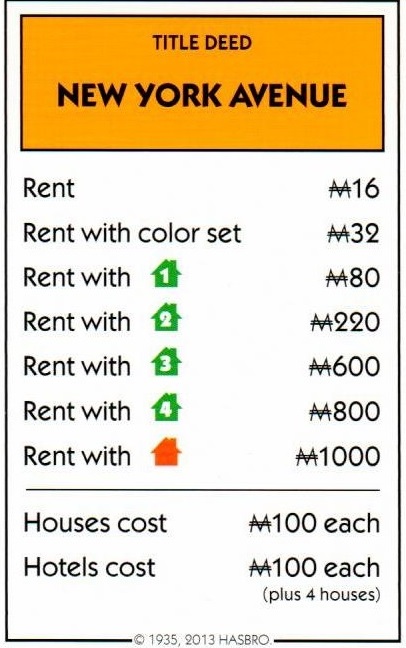 TITLE DEED
NEW YORK AVENUE
Rent ₩16
Rent with color set ₩32
Rent with 1 ₩80
Rent with 2 ₩220
Rent with 3 ₩600
Rent with 4 ₩800
Rent with ₩1000
Houses cost ₩100 each
Hotels cost ₩100 each
(plus 4 houses)
© 1935, 2013 HASBRO.